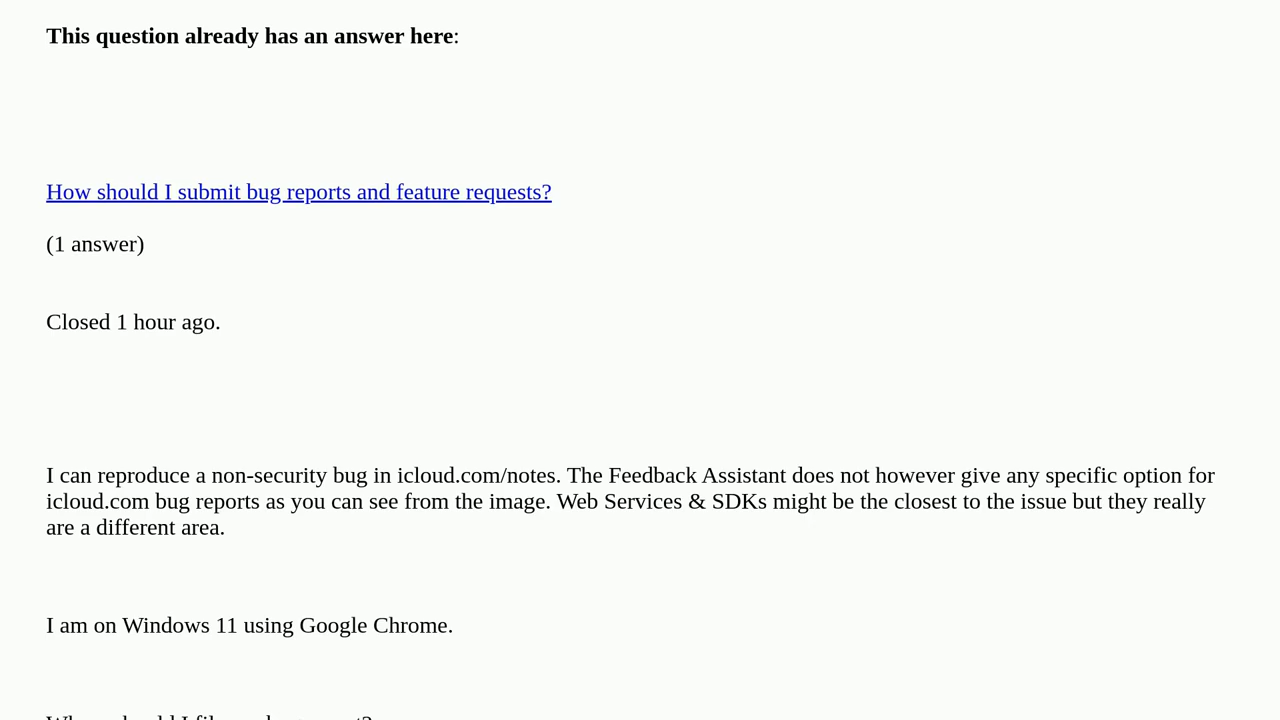 This question already has an answer here:
How should I submit bug reports and feature requests?
(1 answer)
Closed 1 hour ago.
I can reproduce a non-security bug in icloud.com/notes. The Feedback Assistant does not however give any specific option for
icloud.com bug reports as you can see from the image. Web Services & SDKs might be the closest to the issue but they really
are a different area.
I am on Windows 11 using Google Chrome.